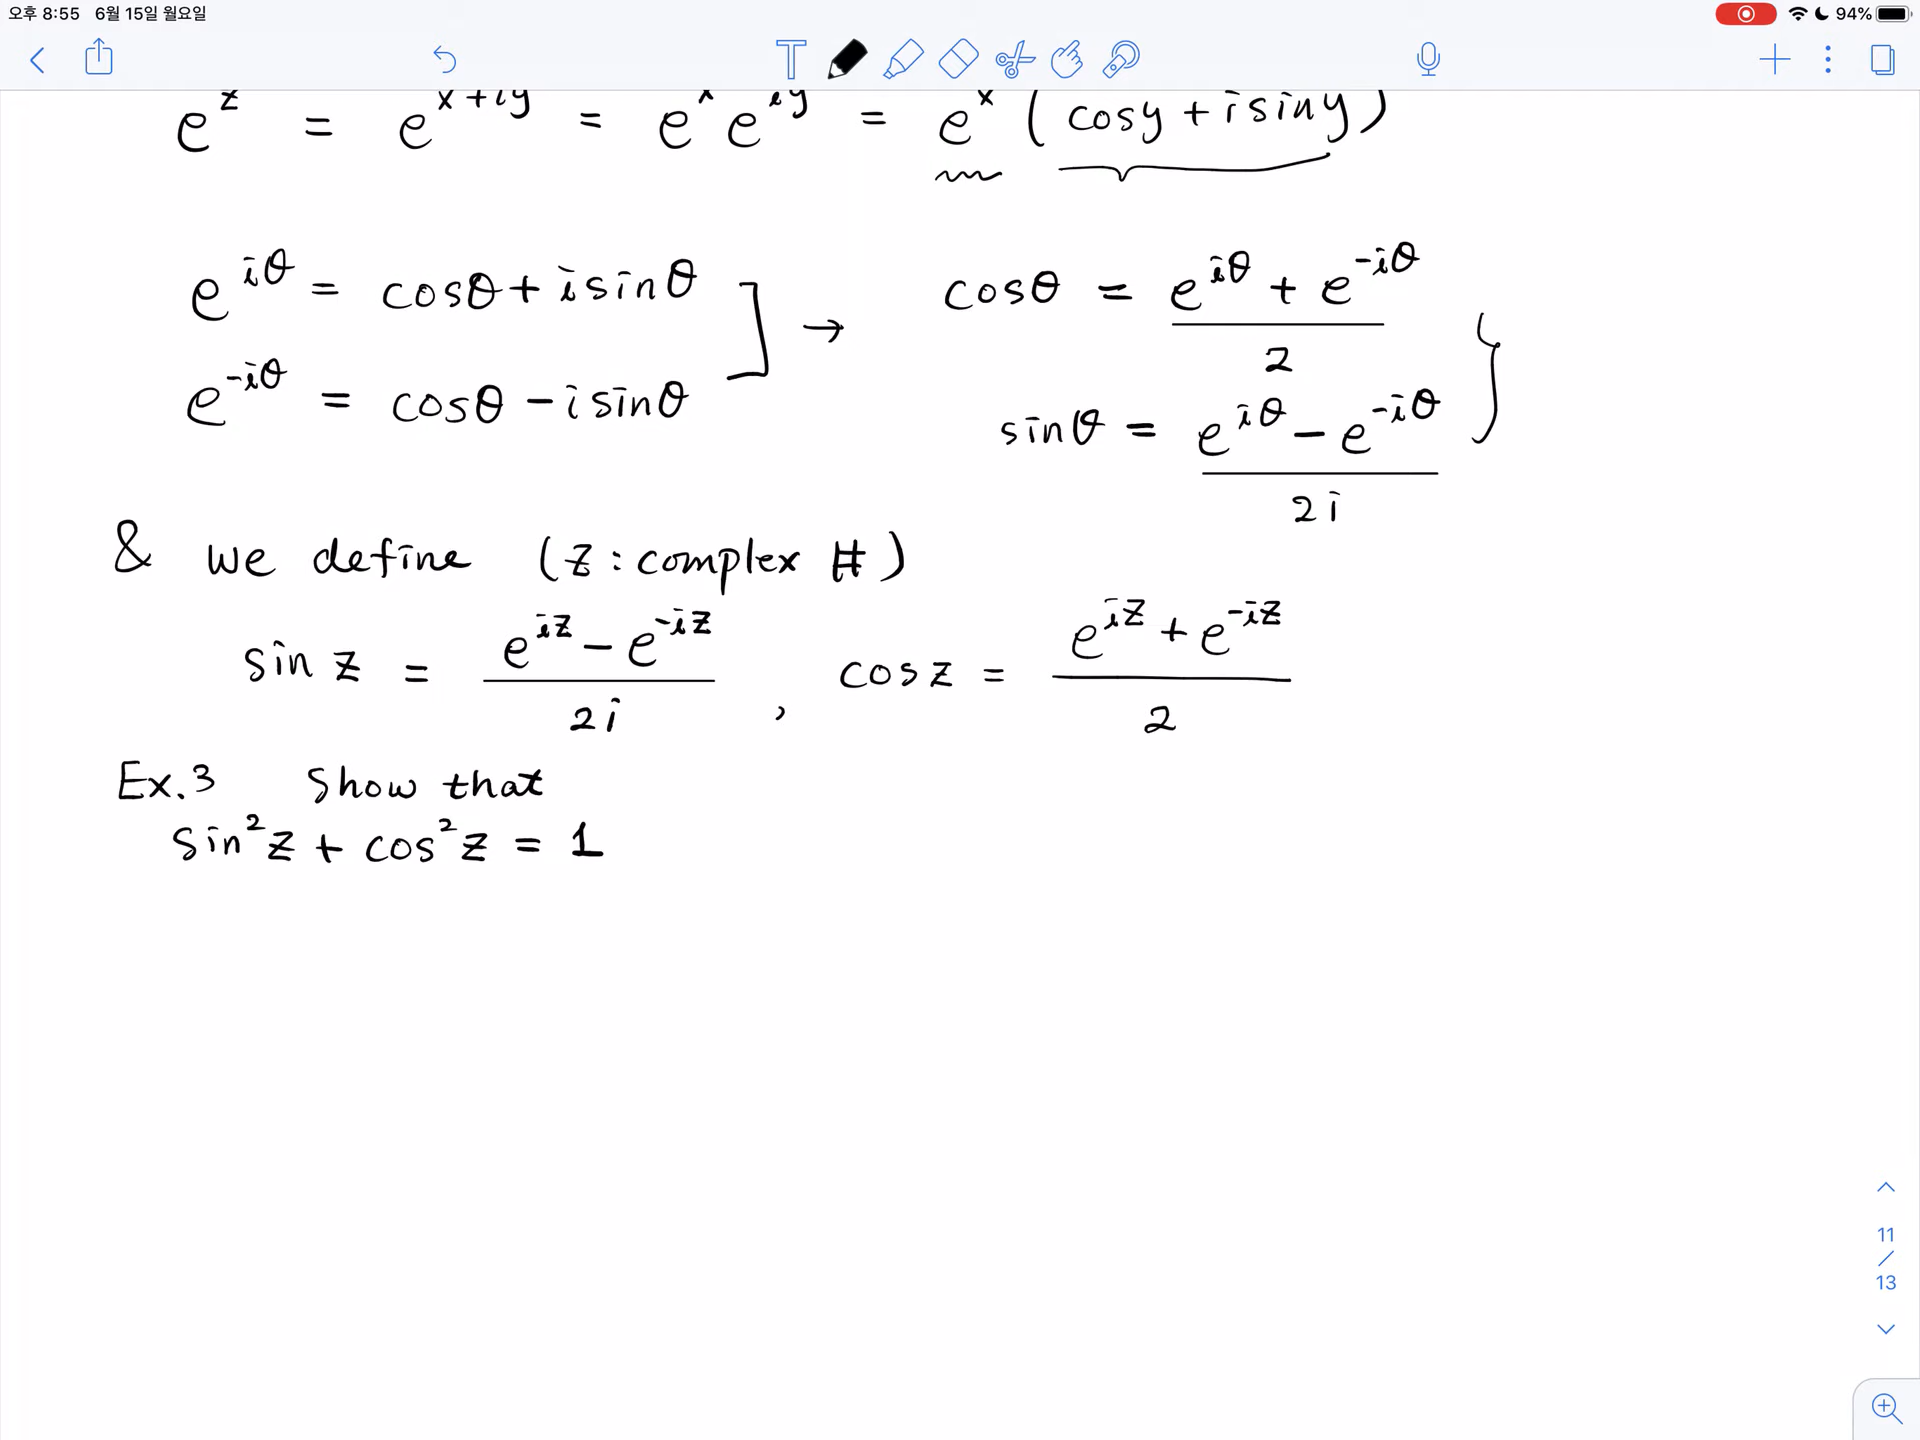 오후 8:55 6월 15일 월요일 94%
e^z = e^{x+iy} = e^x e^{iy} = e^x (cosy + i siny)
e^{iθ} = cosθ + i sinθ ] → cosθ = (e^{iθ} + e^{-iθ}) / 2
e^{-iθ} = cosθ - i sinθ
sinθ = (e^{iθ} - e^{-iθ}) / 2i }
& we define (z : complex #)
sin z = (e^{iz} - e^{-iz}) / 2i , cos z = (e^{iz} + e^{-iz}) / 2
Ex.3 show that
sin²z + cos²z = 1
11
/
13